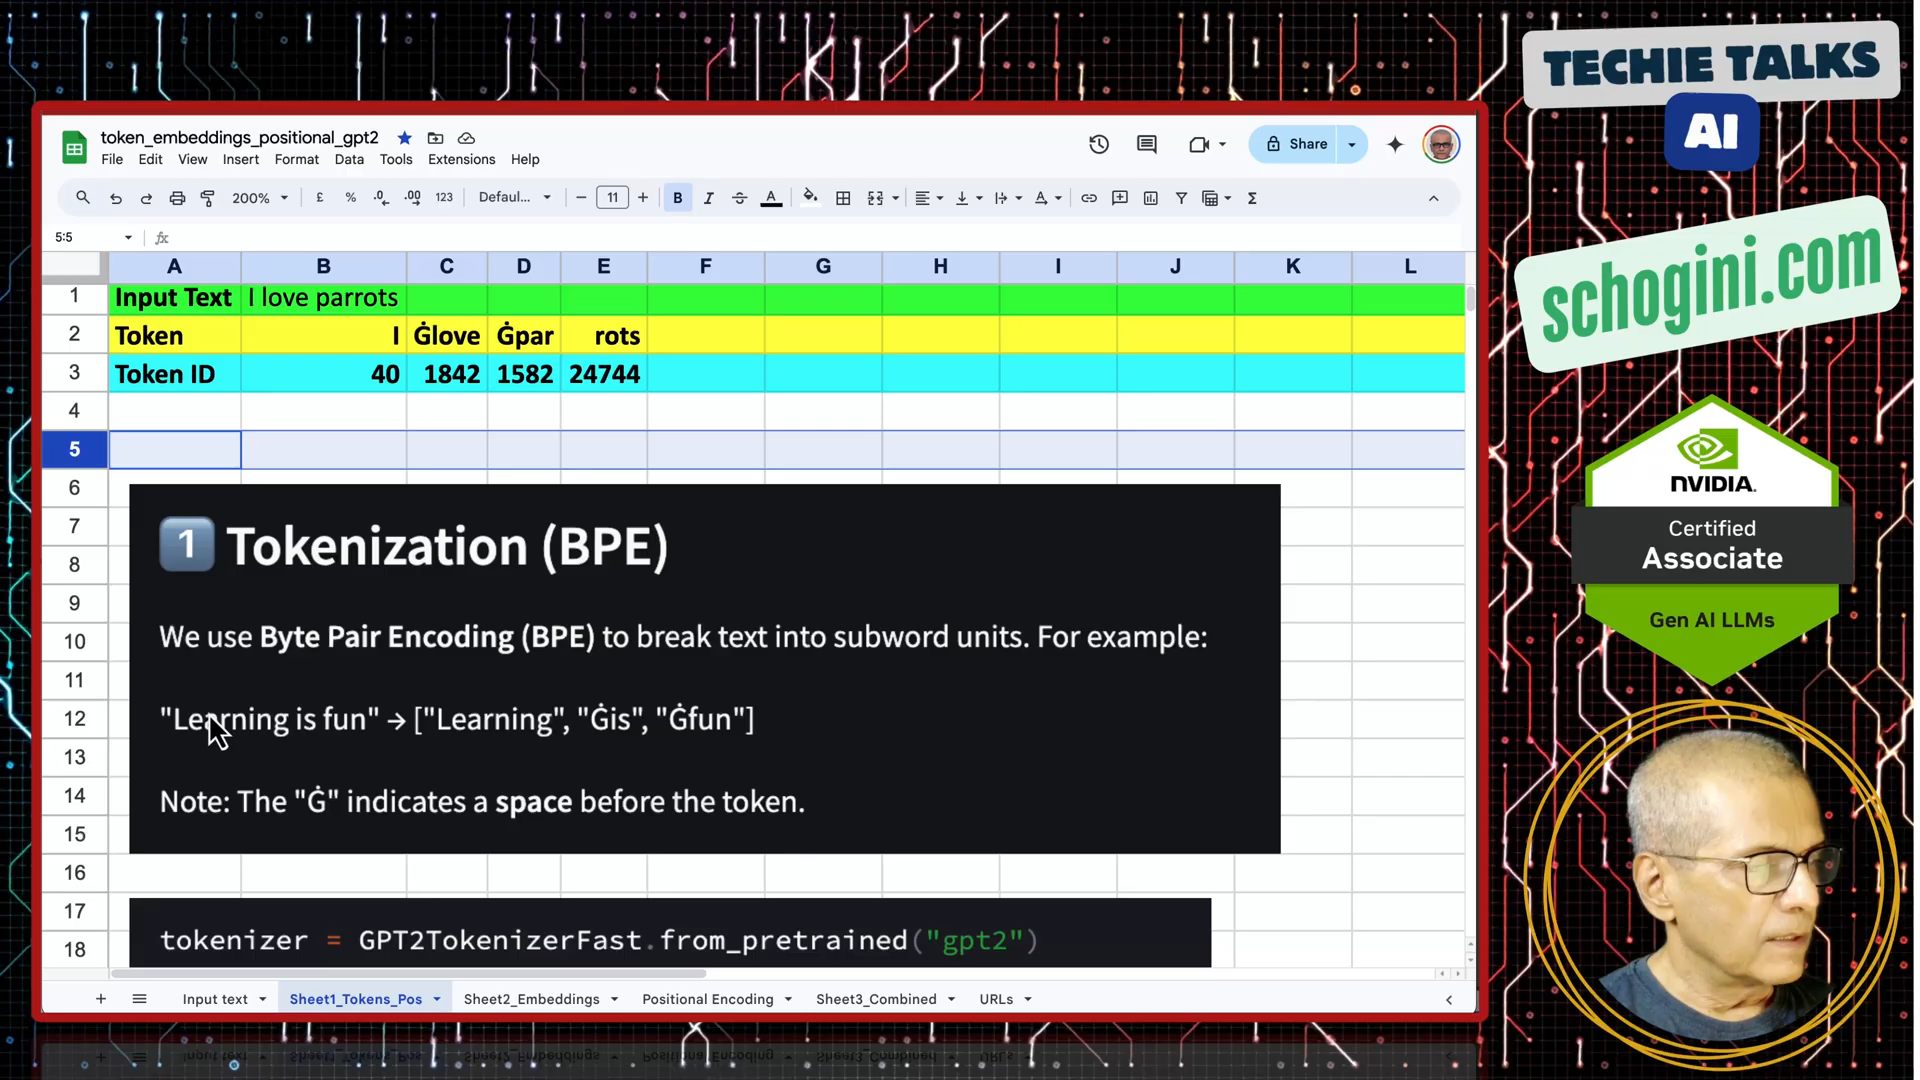 TECHIE TALKS
AI
schogini.com
NVIDIA.
Certified
Associate
Gen AI LLMs
token_embeddings_positional_gpt2
File Edit View Insert Format Data Tools Extensions Help
Share
200% £ % .0 .00 123 Defaul... 11 B I
5:5 fx
A B C D E F G H I J K L
1 Input Text I love parrots
2 Token I Ġlove Ġpar rots
3 Token ID 40 1842 1582 24744
4
5
6
7
8
9
10
11
12
13
14
15
16
17
18
1 Tokenization (BPE)
We use Byte Pair Encoding (BPE) to break text into subword units. For example:
"Learning is fun" → ["Learning", "Ġis", "Ġfun"]
Note: The "Ġ" indicates a space before the token.
tokenizer = GPT2TokenizerFast.from_pretrained("gpt2")
Input text Sheet1_Tokens_Pos Sheet2_Embeddings Positional Encoding Sheet3_Combined URLs